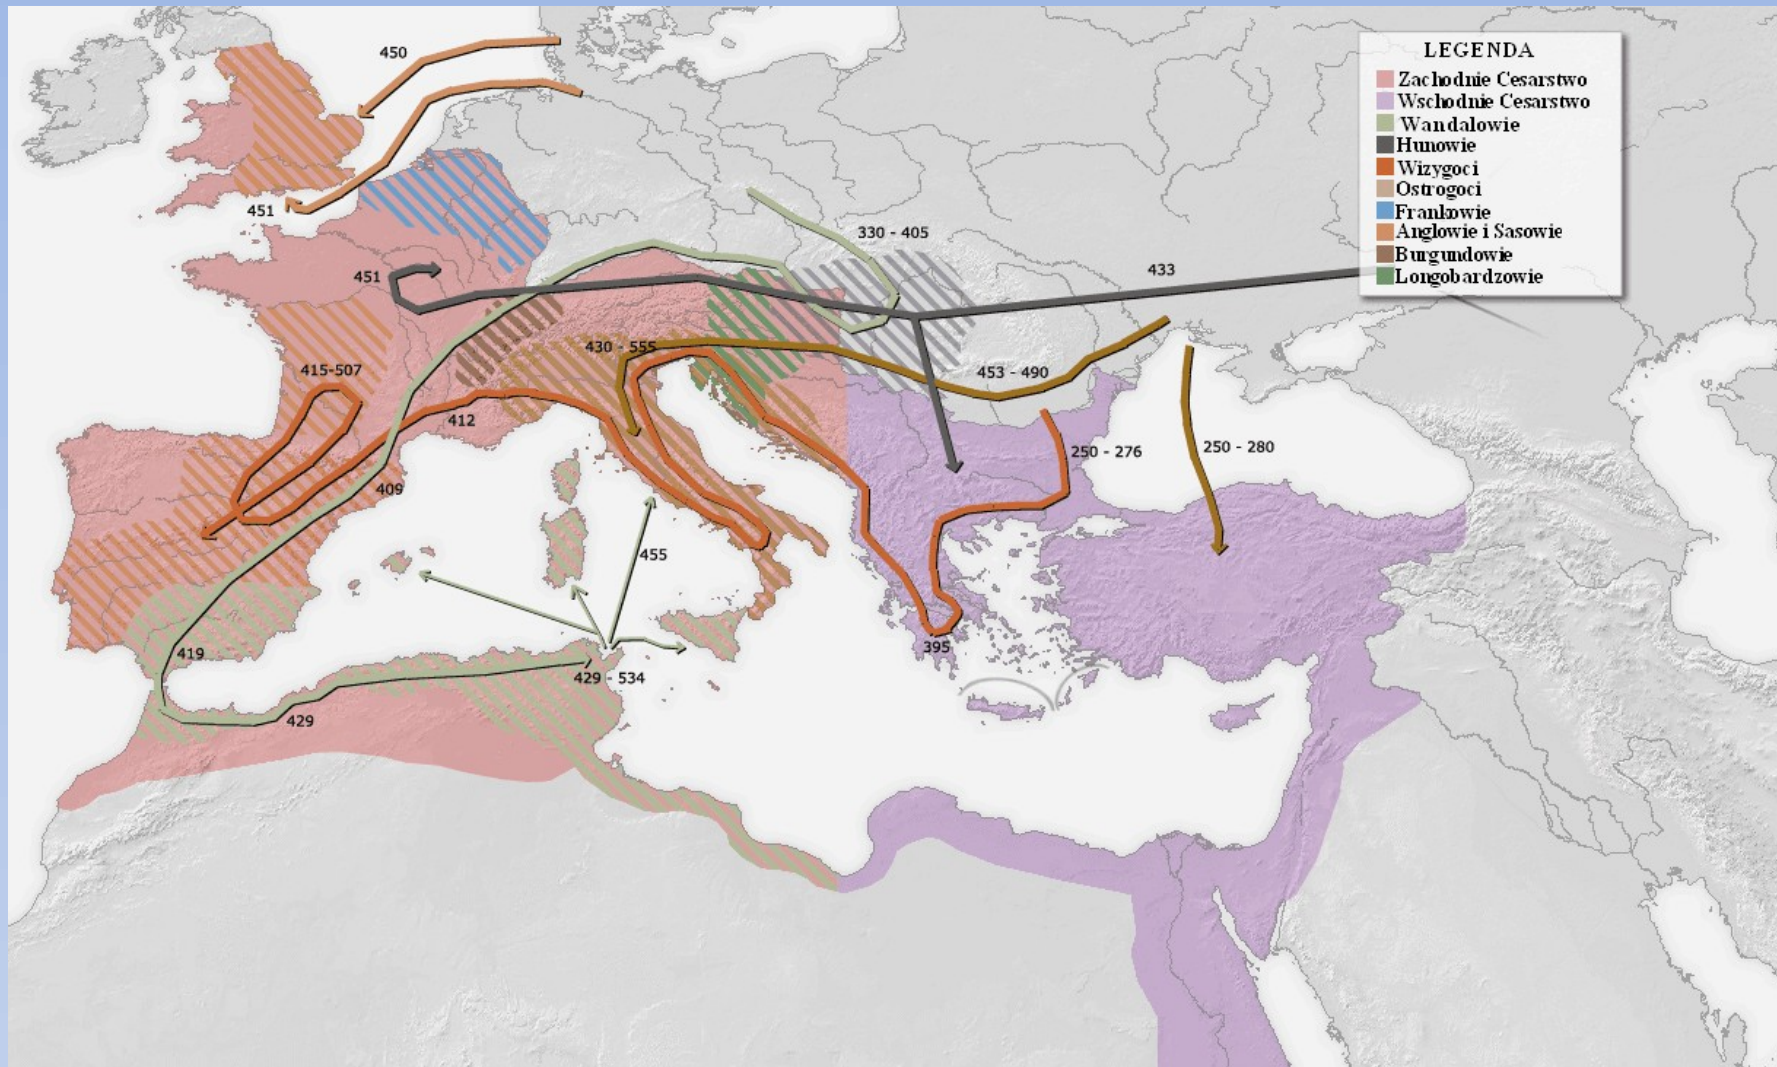 LEGENDA
Zachodnie Cesarstwo
Wschodnie Cesarstwo
Wandalowie
Hunowie
Wizygoci
Ostrogoci
Frankowie
Anglowie i Sasowie
Burgundowie
Longobardzowie
450
451
330 - 405
451
433
430 - 555
415-507
453 - 490
412
250 - 276
250 - 280
409
455
395
419
429 - 534
429